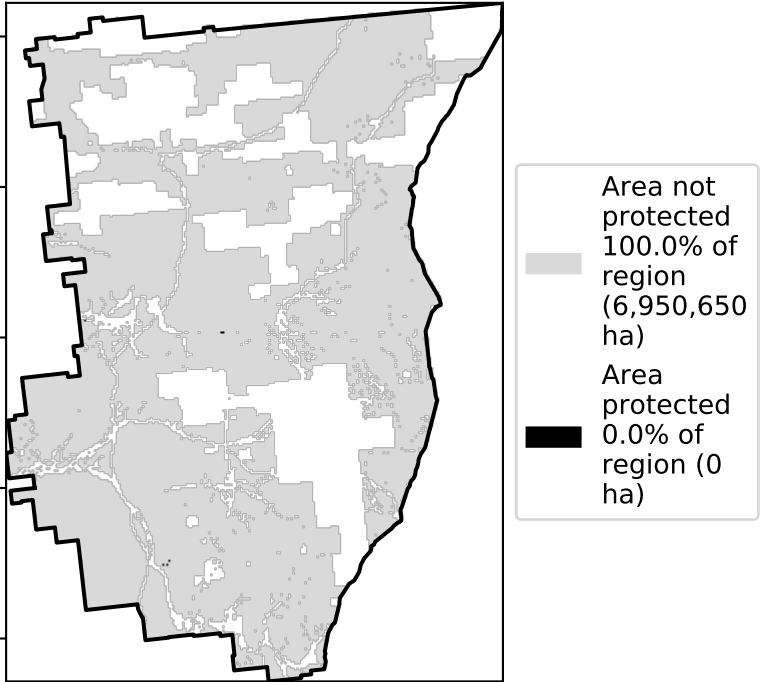 Area not
protected
100.0% of
region
(6,950,650
ha)
Area
protected
0.0% of
region (0
ha)